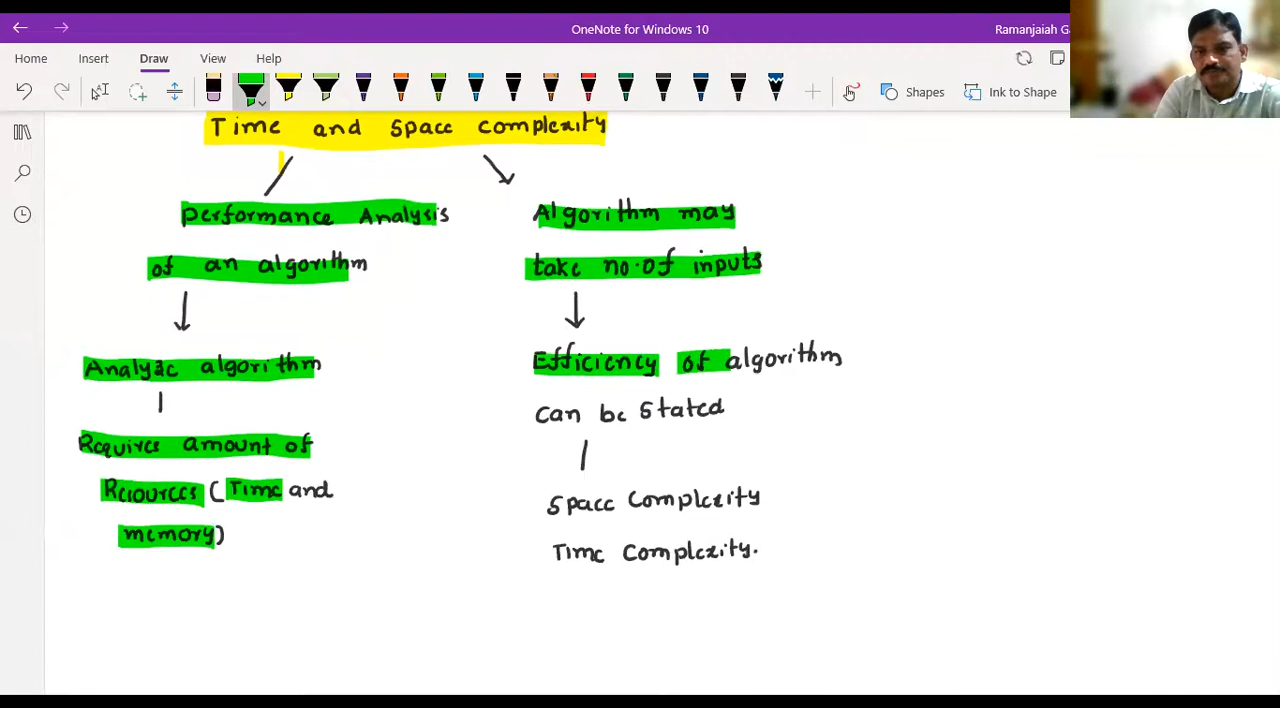 OneNote for Windows 10
Ramanjaiah G
Home Insert Draw View Help
Shapes Ink to Shape
Time and Space complexity
Performance Analysis
of an algorithm
Analyze algorithm
Requires amount of
Resources (Time and
memory)
Algorithm may
take no.of inputs
Efficiency of algorithm
can be stated
Space complexity
Time complexity.